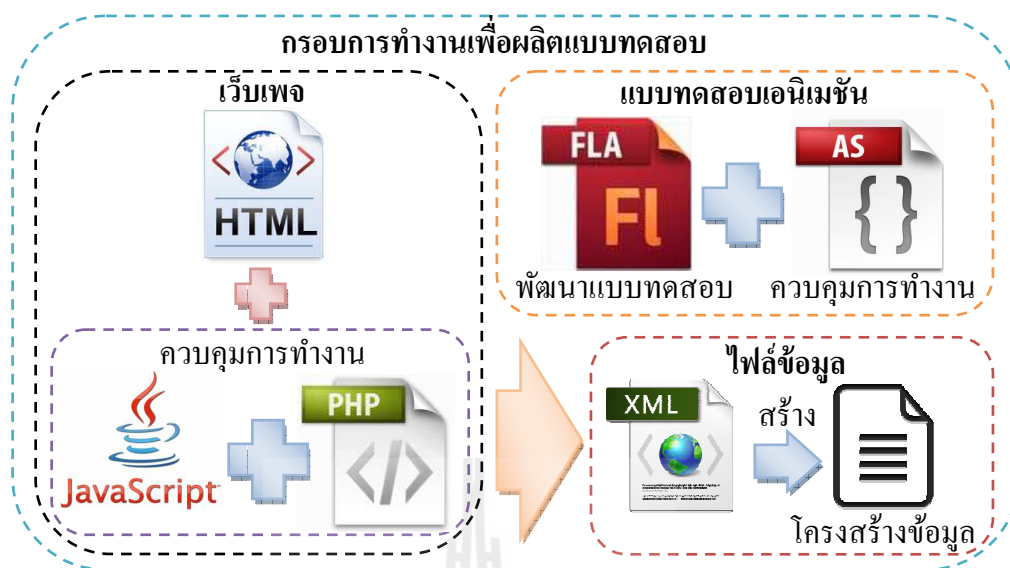 กรอบการทำงานเพื่อผลิตแบบทดสอบ
เว็บเพจ
HTML
ควบคุมการทำงาน
JavaScript
PHP
แบบทดสอบเอนิเมชัน
FLA
Fl
พัฒนาแบบทดสอบ
AS
ควบคุมการทำงาน
ไฟล์ข้อมูล
XML
สร้าง
โครงสร้างข้อมูล